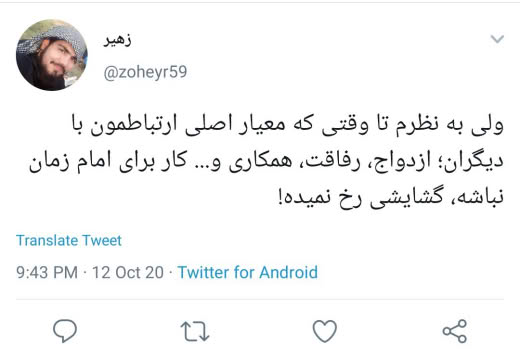 زهیر
@zoheyr59
ولی به نظرم تا وقتی که معیار اصلی ارتباطمون با
دیگران؛ ازدواج، رفاقت، همکاری و... کار برای امام زمان
نباشه، گشایشی رخ نمیده!
Translate Tweet
9:43 PM · 12 Oct 20 · Twitter for Android